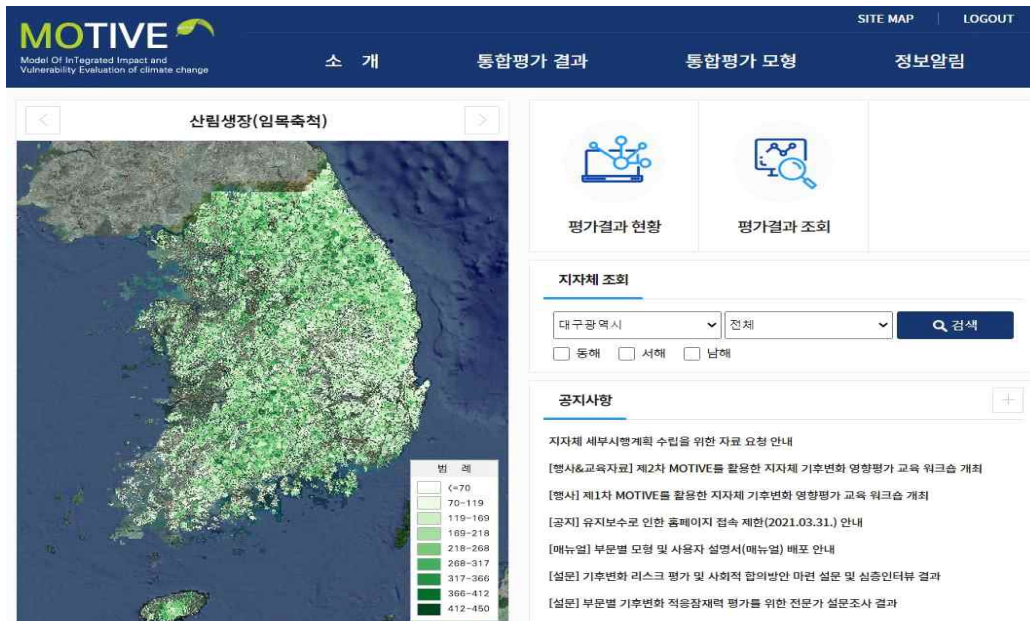 SITE MAP | LOGOUT
MOTIVE
Model Of InTegrated Impact and
Vulnerability Evaluation of climate change
소 개 통합평가 결과 통합평가 모형 정보알림
산림생장(임목축척)
평가결과 현황 평가결과 조회
지자체 조회
대구광역시 전체 검색
동해 서해 남해
공지사항
지자체 세부시행계획 수립을 위한 자료 요청 안내
[행사&교육자료] 제2차 MOTIVE를 활용한 지자체 기후변화 영향평가 교육 워크숍 개최
[행사] 제1차 MOTIVE를 활용한 지자체 기후변화 영향평가 교육 워크숍 개최
[공지] 유지보수로 인한 홈페이지 접속 제한(2021.03.31.) 안내
[매뉴얼] 부문별 모형 및 사용자 설명서(매뉴얼) 배포 안내
[설문] 기후변화 리스크 평가 및 사회적 합의방안 마련 설문 및 심층인터뷰 결과
[설문] 부문별 기후변화 적응잠재력 평가를 위한 전문가 설문조사 결과
범 례
<=70
70-119
119-169
169-218
218-268
268-317
317-366
366-412
412-450